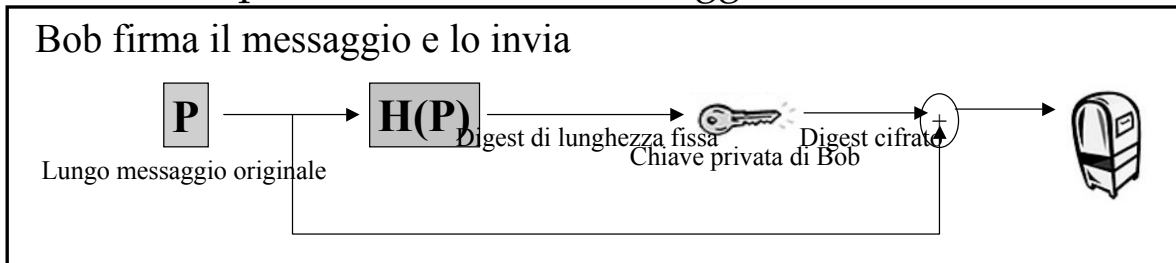 Bob firma il messaggio e lo invia
P
H(P)
+
Digest di lunghezza fissa
Digest cifrato
Chiave privata di Bob
Lungo messaggio originale